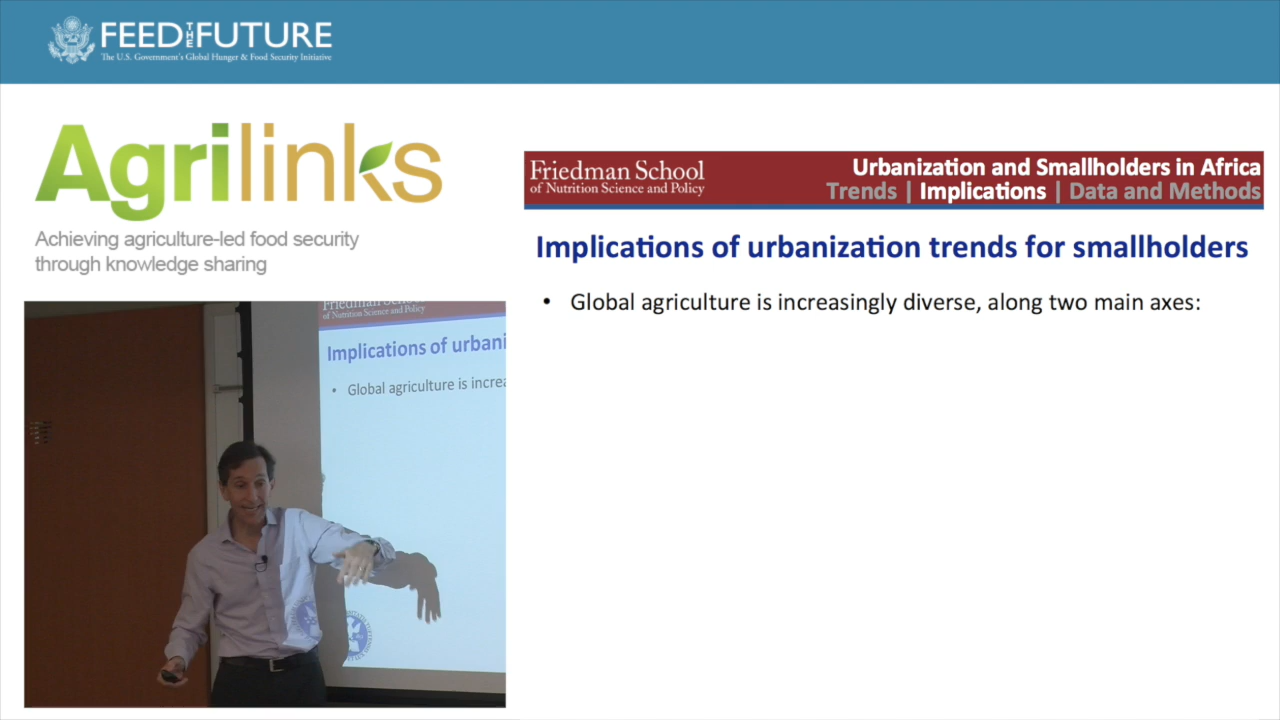 FEED THE FUTURE
The U.S. Government's Global Hunger & Food Security Initiative
Agrilinks
Achieving agriculture-led food security
through knowledge sharing
Friedman School
of Nutrition Science and Policy
Urbanization and Smallholders in Africa
Trends | Implications | Data and Methods
Implications of urbanization trends for smallholders
• Global agriculture is increasingly diverse, along two main axes:
Friedman Schoo
of Nutrition Science and Policy
Implications of urbani
• Global agriculture is increa